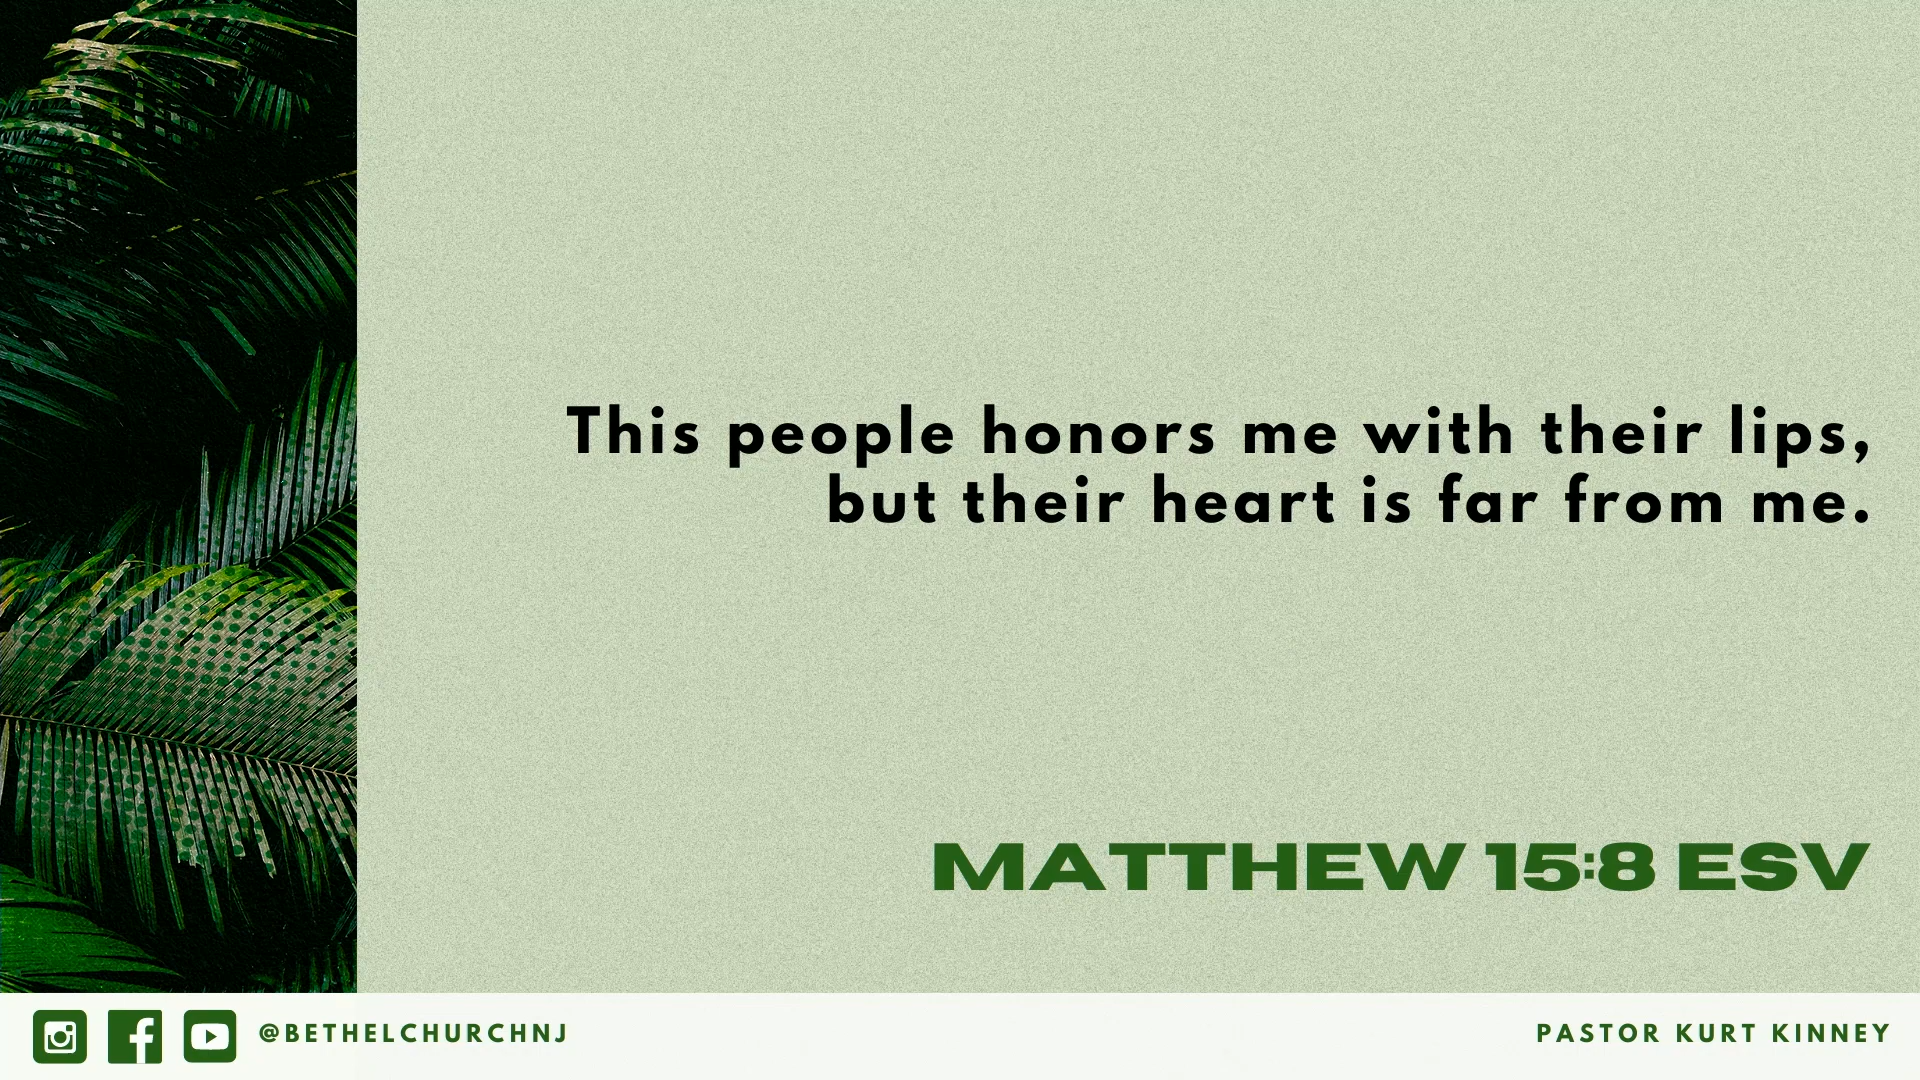 This people honors me with their lips,
but their heart is far from me.
MATTHEW 15:8 ESV
@BETHELCHURCHNJ
PASTOR KURT KINNEY